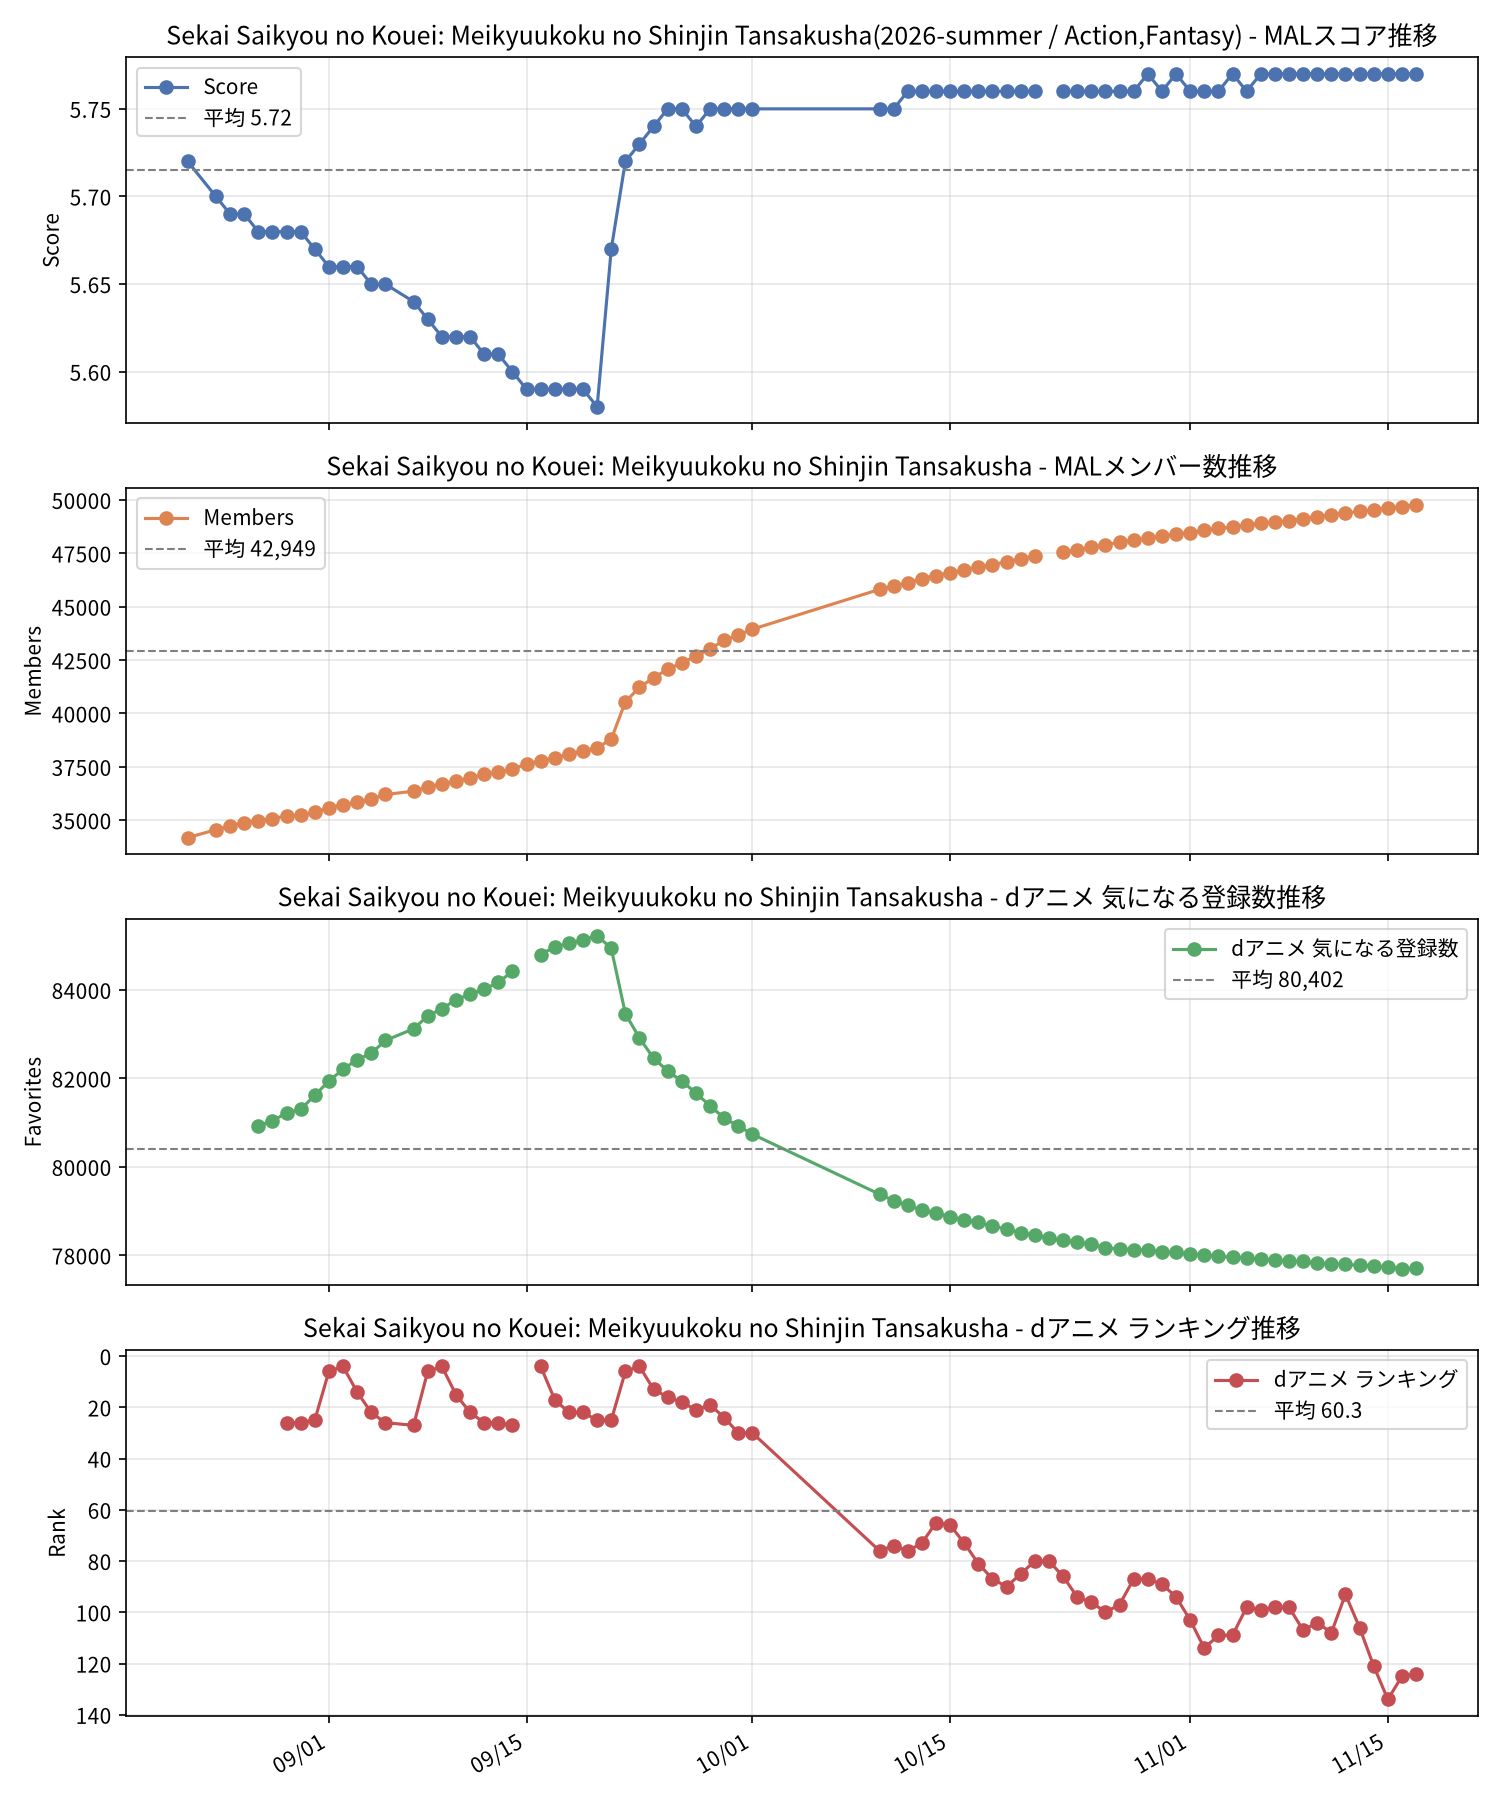 Sekai Saikyou no Kouei: Meikyuukoku no Shinjin Tansakusha(2026-summer / Action,Fantasy) - MALスコア推移
Score
平均 5.72
5.75
5.70
5.65
5.60
Score
Sekai Saikyou no Kouei: Meikyuukoku no Shinjin Tansakusha - MALメンバー数推移
Members
平均 42,949
50000
47500
45000
42500
40000
37500
35000
Members
Sekai Saikyou no Kouei: Meikyuukoku no Shinjin Tansakusha - dアニメ 気になる登録数推移
dアニメ 気になる登録数
平均 80,402
84000
82000
80000
78000
Favorites
Sekai Saikyou no Kouei: Meikyuukoku no Shinjin Tansakusha - dアニメ ランキング推移
dアニメ ランキング
平均 60.3
0
20
40
60
80
100
120
140
Rank
09/01
09/15
10/01
10/15
11/01
11/15